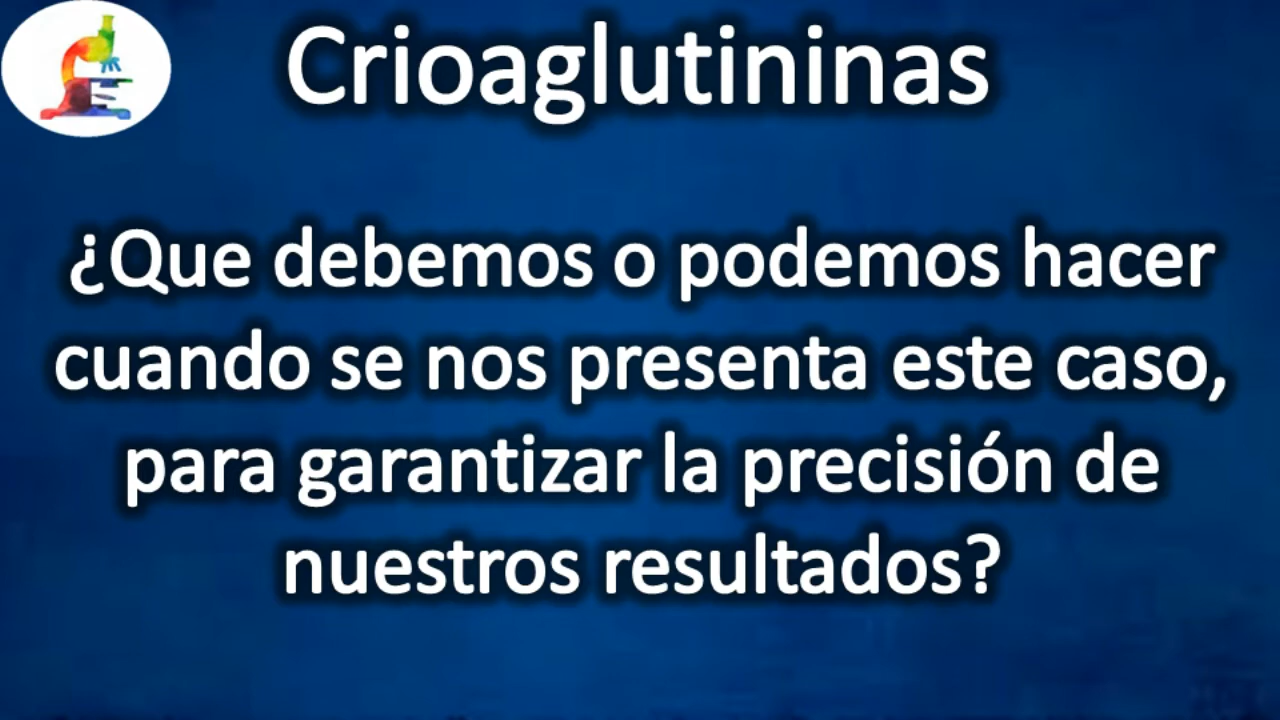 Crioaglutininas
¿Que debemos o podemos hacer
cuando se nos presenta este caso,
para garantizar la precisión de
nuestros resultados?